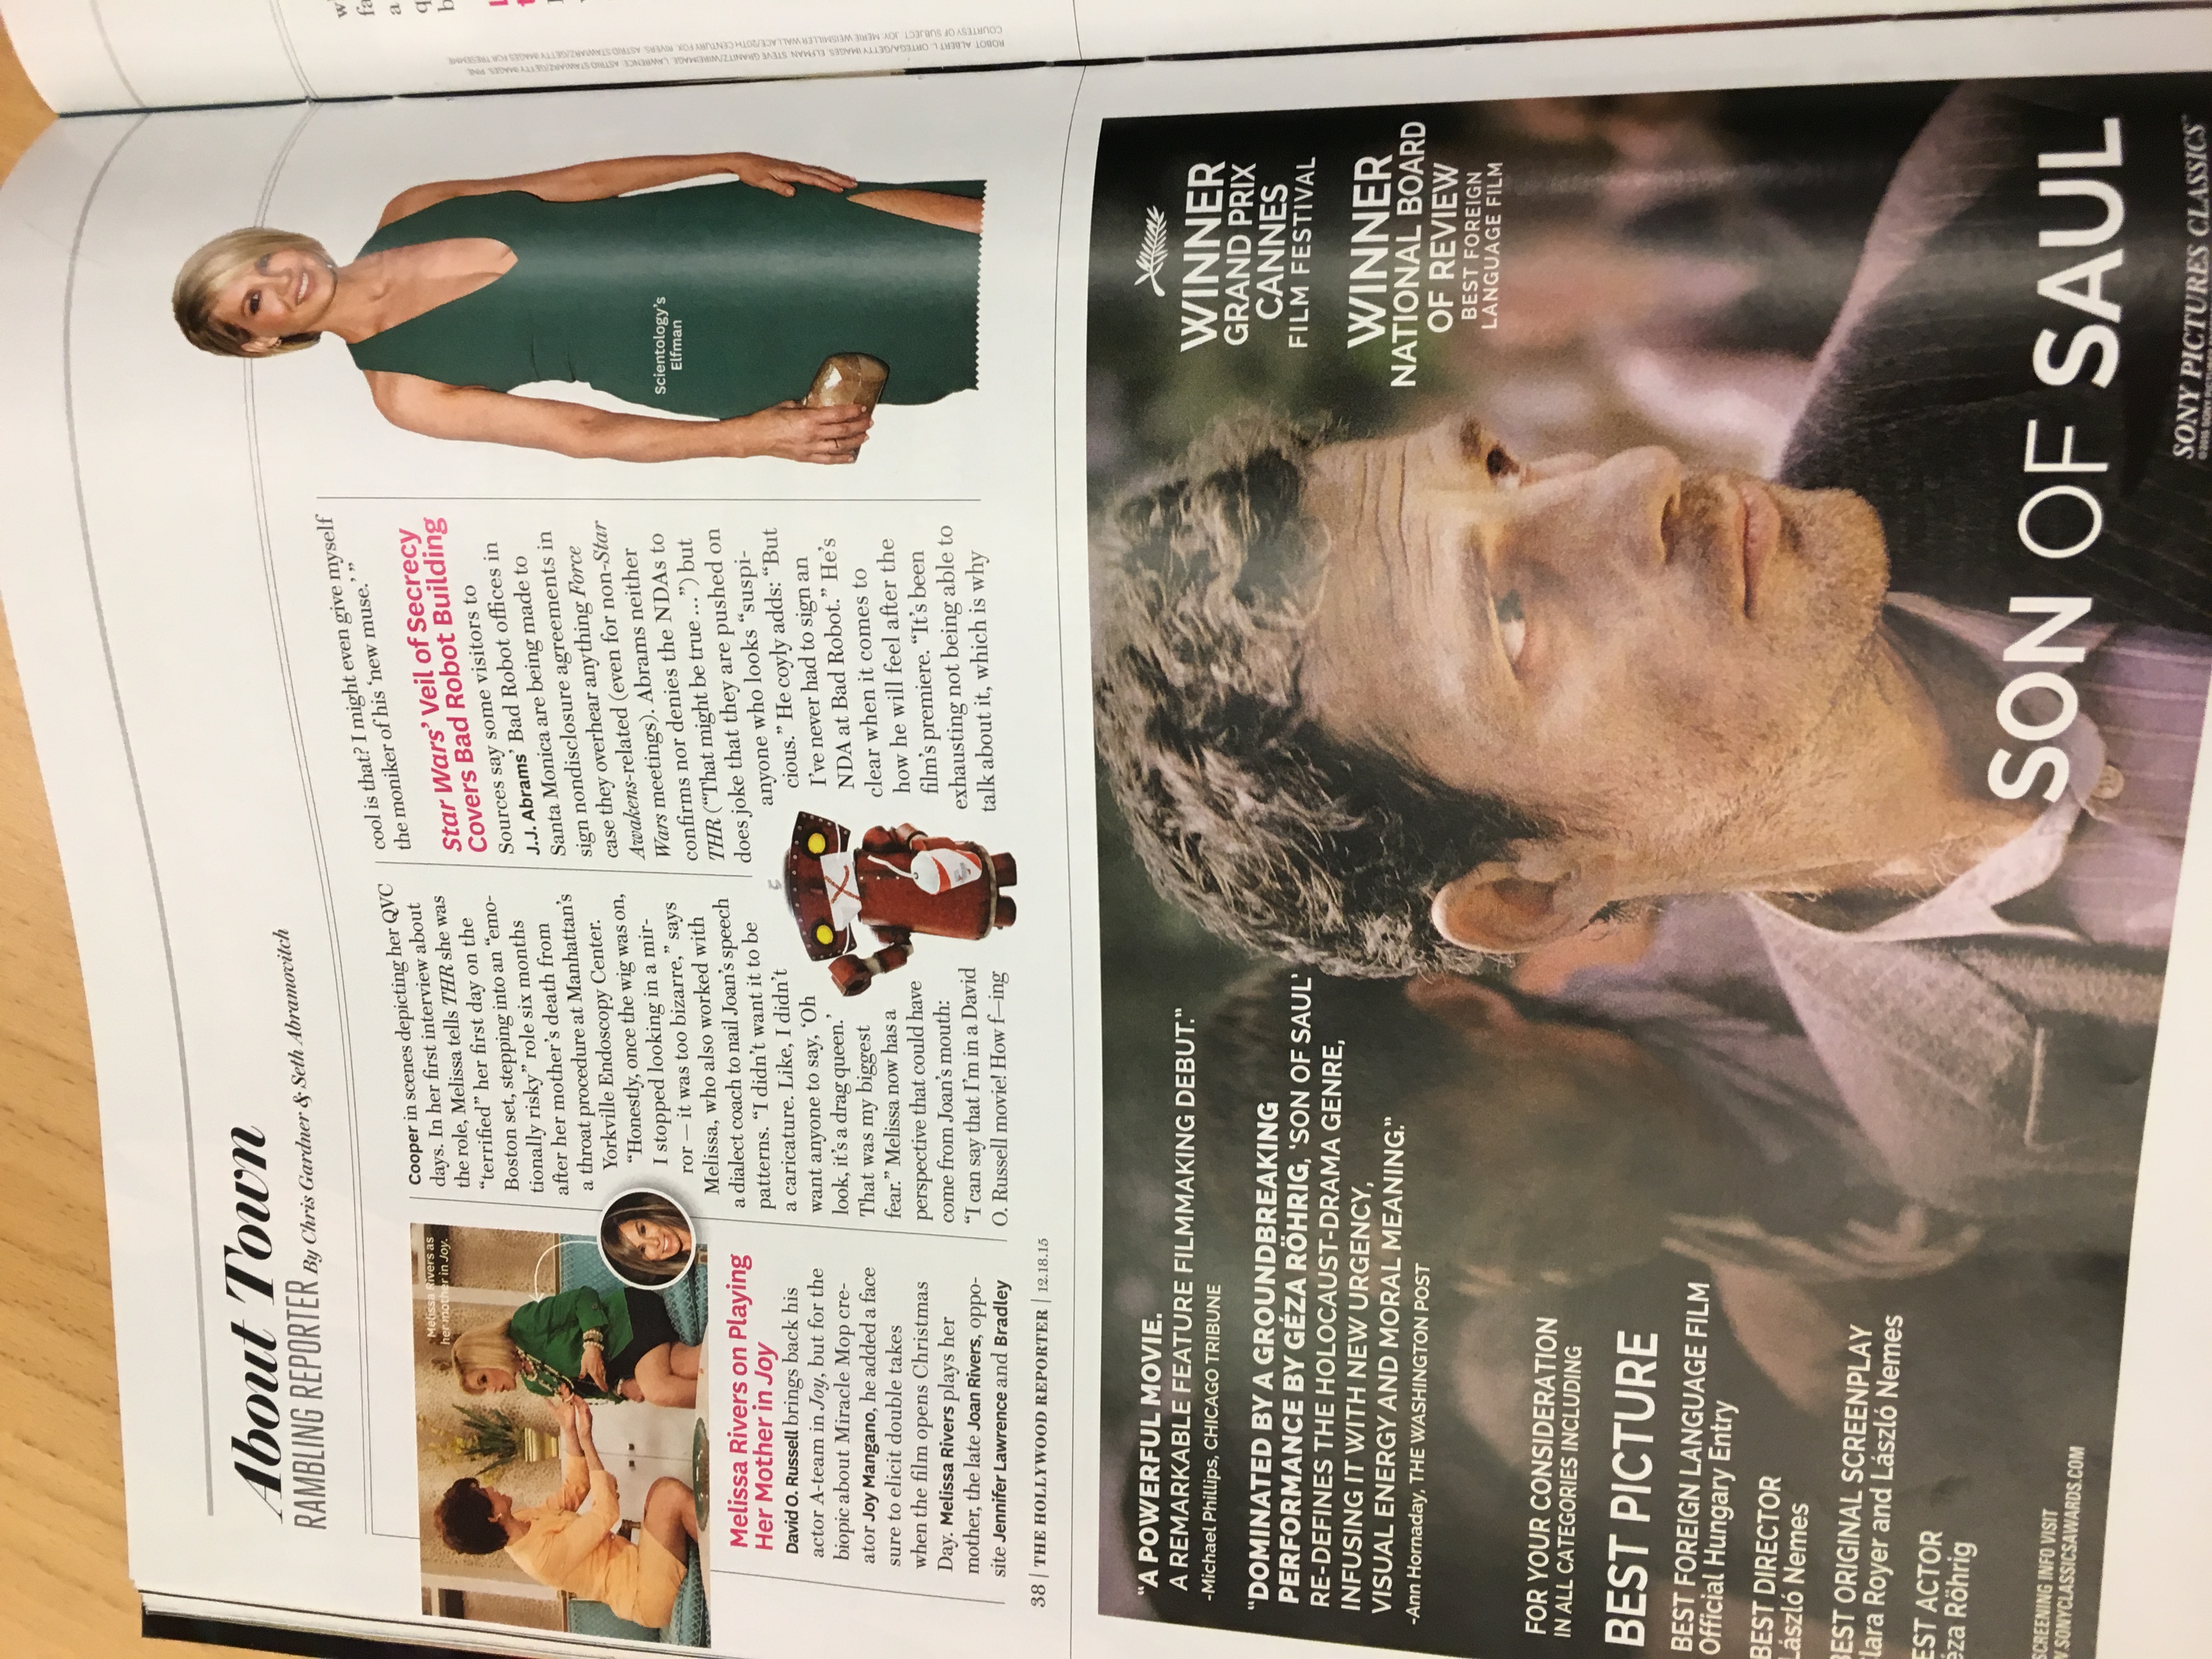 About Town
RAMBLING REPORTER By Chris Gardner & Seth Abramovitch
Melissa Rivers as
her mother in Joy.
Melissa Rivers on Playing
Her Mother in Joy
David O. Russell brings back his
actor A-team in Joy, but for the
biopic about Miracle Mop cre-
ator Joy Mangano, he added a face
sure to elicit double takes
when the film opens Christmas
Day. Melissa Rivers plays her
mother, the late Joan Rivers, oppo-
site Jennifer Lawrence and Bradley
Cooper in scenes depicting her QVC
days. In her first interview about
the role, Melissa tells THR she was
“terrified” her first day on the
Boston set, stepping into an “emo-
tionally risky” role six months
after her mother’s death from
a throat procedure at Manhattan’s
Yorkville Endoscopy Center.
“Honestly, once the wig was on,
I stopped looking in a mir-
ror — it was too bizarre,” says
Melissa, who also worked with
a dialect coach to nail Joan’s speech
patterns. “I didn’t want it to be
a caricature. Like, I didn’t
want anyone to say, ‘Oh
look, it’s a drag queen.’
That was my biggest
fear.” Melissa now has a
perspective that could have
come from Joan’s mouth:
“I can say that I’m in a David
O. Russell movie! How f—ing
cool is that? I might even give myself
the moniker of his ‘new muse.’ ”
Star Wars’ Veil of Secrecy
Covers Bad Robot Building
Sources say some visitors to
J.J. Abrams’ Bad Robot offices in
Santa Monica are being made to
sign nondisclosure agreements in
case they overhear anything Force
Awakens-related (even for non-Star
Wars meetings). Abrams neither
confirms nor denies the NDAs to
THR (“That might be true ...”) but
does joke that they are pushed on
anyone who looks “suspi-
cious.” He coyly adds: “But
I’ve never had to sign an
NDA at Bad Robot.” He’s
clear when it comes to
how he will feel after the
film’s premiere. “It’s been
exhausting not being able to
talk about it, which is why
Scientology’s
Elfman
38 | THE HOLLYWOOD REPORTER | 12.18.15
ROBOT: ALBERT L. ORTEGA/GETTY IMAGES. ELFMAN: STEVE GRANITZ/WIREIMAGE. LAWRENCE: ASTRID STAWIARZ/GETTY IMAGES. PINE:
COURTESY OF SUBJECT. JOY: MERIE WEISMILLER WALLACE/20TH CENTURY FOX. RIVERS: ASTRID STAWIARZ/GETTY IMAGES FOR TRESEMME
“A POWERFUL MOVIE.
A REMARKABLE FEATURE FILMMAKING DEBUT.”
-Michael Phillips, CHICAGO TRIBUNE
“DOMINATED BY A GROUNDBREAKING
PERFORMANCE BY GÉZA RÖHRIG, ‘SON OF SAUL’
RE-DEFINES THE HOLOCAUST-DRAMA GENRE,
INFUSING IT WITH NEW URGENCY,
VISUAL ENERGY AND MORAL MEANING.”
-Ann Hornaday, THE WASHINGTON POST
FOR YOUR CONSIDERATION
IN ALL CATEGORIES INCLUDING
BEST PICTURE
BEST FOREIGN LANGUAGE FILM
Official Hungary Entry
BEST DIRECTOR
László Nemes
BEST ORIGINAL SCREENPLAY
Clara Royer and László Nemes
BEST ACTOR
Géza Röhrig
SCREENING INFO VISIT
W.SONYCLASSICSAWARDS.COM
WINNER
GRAND PRIX
CANNES
FILM FESTIVAL
WINNER
NATIONAL BOARD
OF REVIEW
BEST FOREIGN
LANGUAGE FILM
SON OF SAUL
SONY PICTURES CLASSICS